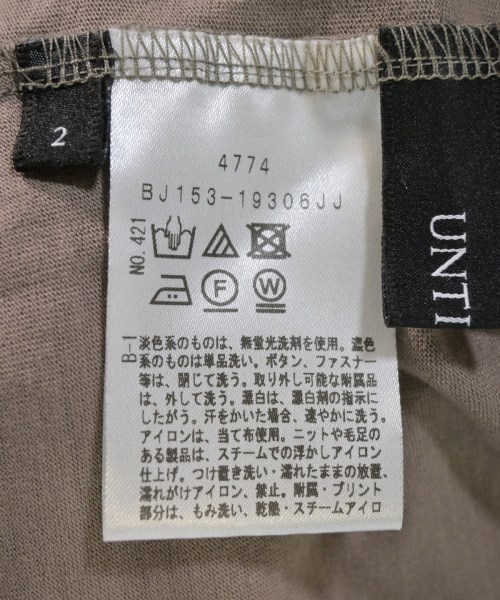 2
4774
BJ153-19306JJ
NO.421
F
W
B-1
淡色系のものは、無蛍光洗剤を使用。濃色
系のものは単品洗い。ボタン、ファスナー
等は、閉じて洗う。取り外し可能な附属品
は、外して洗う。漂白は、漂白剤の指示に
したがう。汗をかいた場合、速やかに洗う。
アイロンは、当て布使用。ニットや毛足の
ある製品は、スチームでの浮かしアイロン
仕上げ。つけ置き洗い・濡れたままの放置、
濡れがけアイロン、禁止。附属・プリント
部分は、もみ洗い、乾熱・スチームアイロ
UNTI